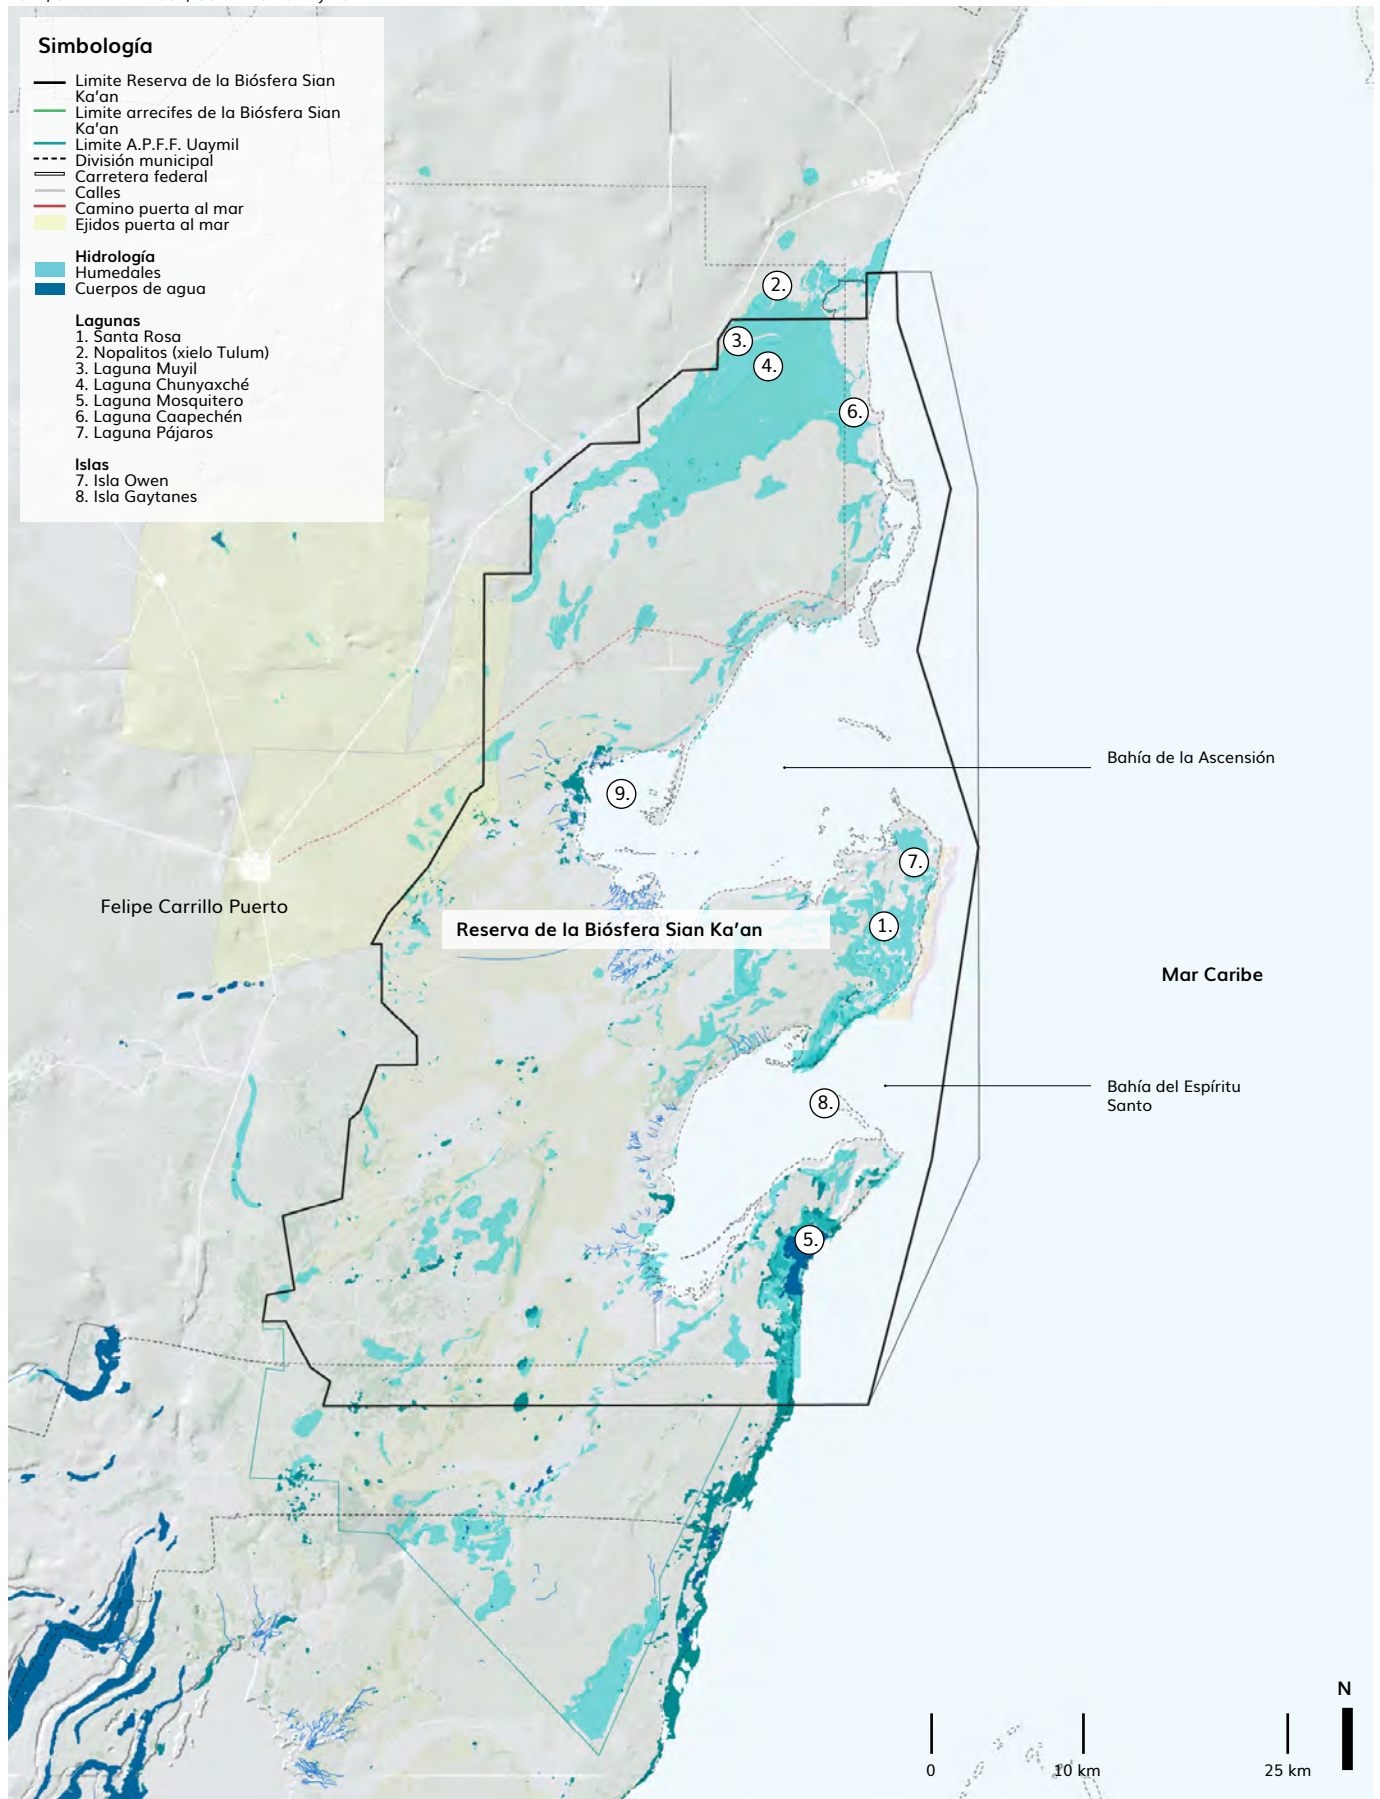 Simbología
Limite Reserva de la Biósfera Sian
Ka'an
Limite arrecifes de la Biósfera Sian
Ka'an
Limite A.P.F.F. Uaymil
División municipal
Carretera federal
Calles
Camino puerta al mar
Ejidos puerta al mar
Hidrología
Humedales
Cuerpos de agua
Lagunas
1. Santa Rosa
2. Nopalitos (xielo Tulum)
3. Laguna Muyil
4. Laguna Chunyaxché
5. Laguna Mosquitero
6. Laguna Caapechén
7. Laguna Pájaros
Islas
7. Isla Owen
8. Isla Gaytanes
2.
3.
4.
6.
Bahía de la Ascensión
9.
7.
Felipe Carrillo Puerto
Reserva de la Biósfera Sian Ka'an
1.
Mar Caribe
Bahía del Espíritu
Santo
8.
5.
N
0
10 km
25 km